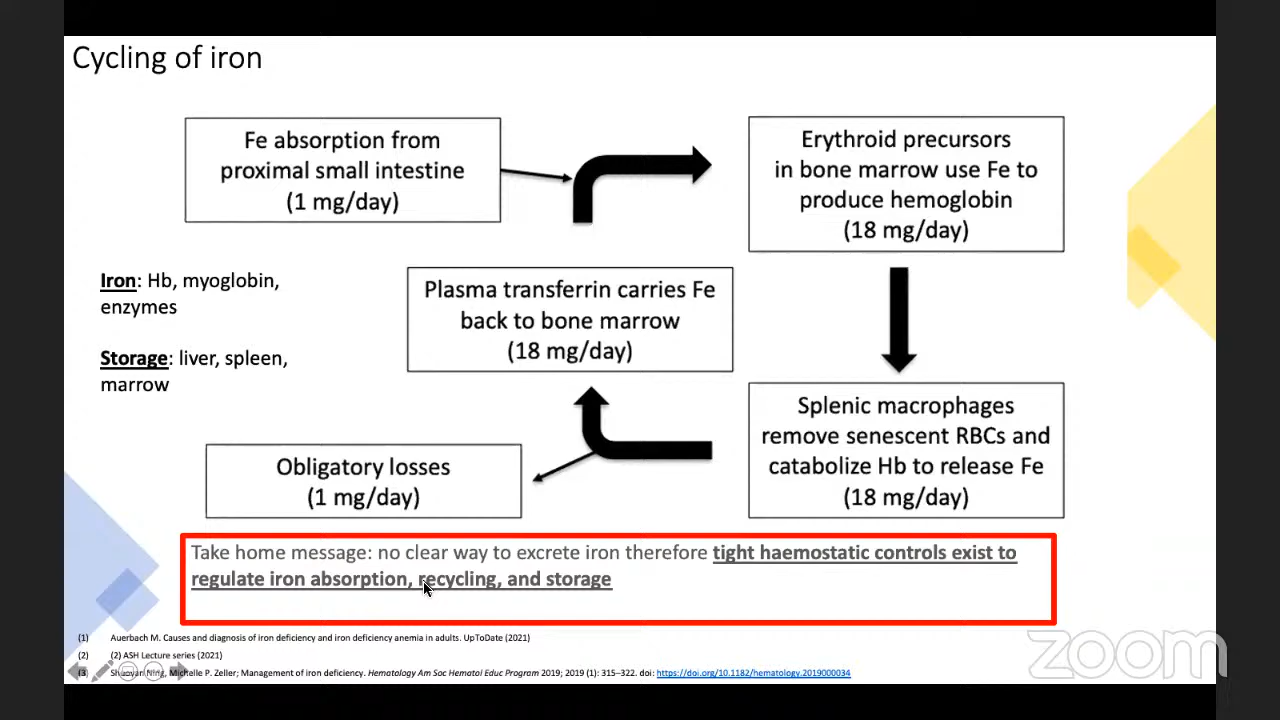 Cycling of iron
Fe absorption from
proximal small intestine
(1 mg/day)
Erythroid precursors
in bone marrow use Fe to
produce hemoglobin
(18 mg/day)
Iron: Hb, myoglobin,
enzymes
Storage: liver, spleen,
marrow
Plasma transferrin carries Fe
back to bone marrow
(18 mg/day)
Splenic macrophages
remove senescent RBCs and
catabolize Hb to release Fe
(18 mg/day)
Obligatory losses
(1 mg/day)
Take home message: no clear way to excrete iron therefore tight haemostatic controls exist to
regulate iron absorption, recycling, and storage
(1) Auerbach M. Causes and diagnosis of iron deficiency and iron deficiency anemia in adults. UpToDate (2021)
(2) (2) ASH Lecture series (2021)
(3) Ning, Michelle P. Zeller; Management of iron deficiency. Hematology Am Soc Hematol Educ Program 2019; 2019 (1): 315–322. doi: https://doi.org/10.1182/hematology.2019000034
zoom